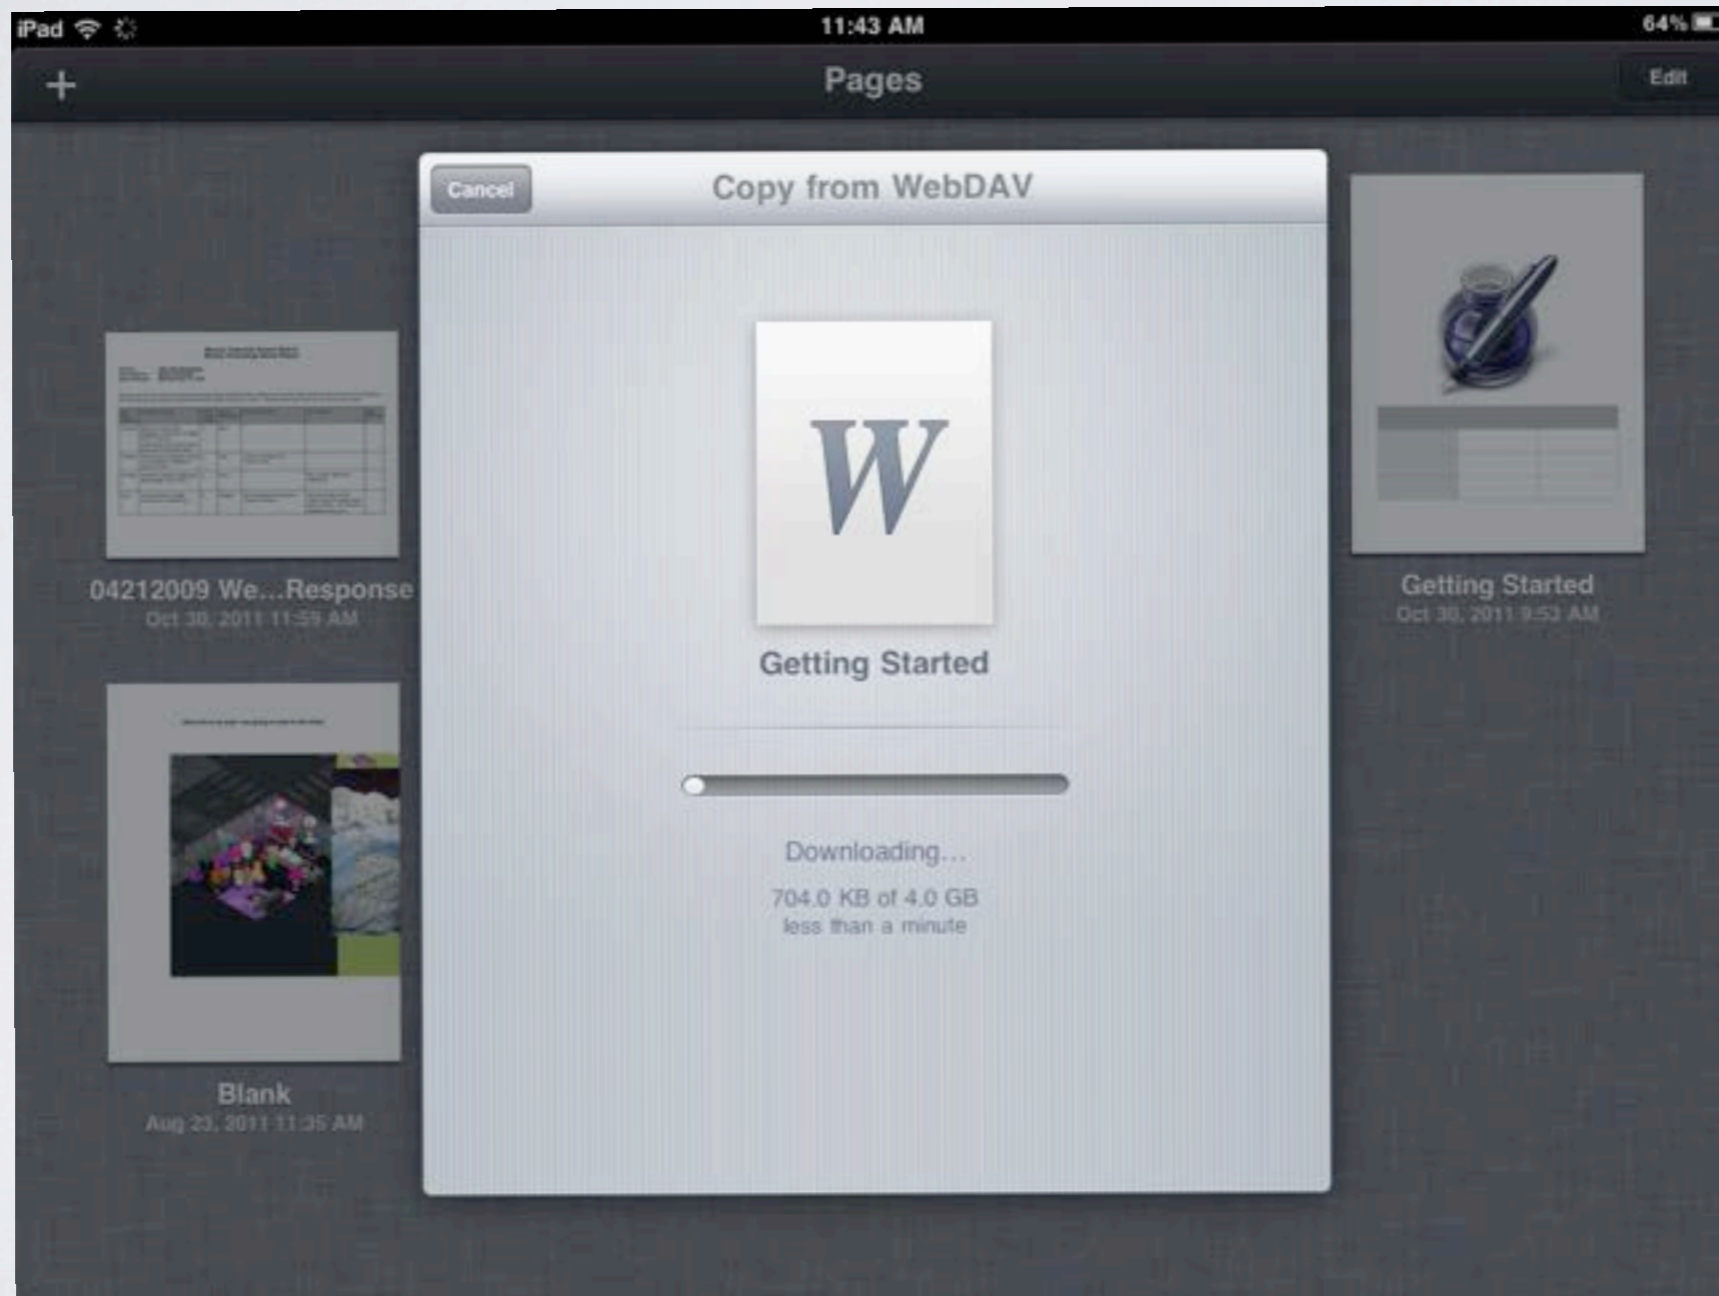 iPad 11:43 AM 64%
Pages Edit
Cancel Copy from WebDAV
W
Getting Started
Downloading...
704.0 KB of 4.0 GB
less than a minute
04212009 We...Response
Oct 30, 2011 11:59 AM
Getting Started
Oct 30, 2011 9:53 AM
Blank
Aug 23, 2011 11:35 AM